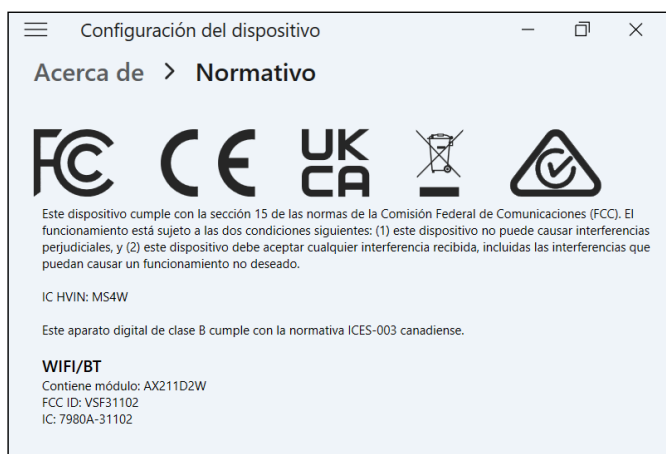 Configuración del dispositivo
Acerca de > Normativo
FC CE UK CA
Este dispositivo cumple con la sección 15 de las normas de la Comisión Federal de Comunicaciones (FCC). El
funcionamiento está sujeto a las dos condiciones siguientes: (1) este dispositivo no puede causar interferencias
perjudiciales, y (2) este dispositivo debe aceptar cualquier interferencia recibida, incluidas las interferencias que
puedan causar un funcionamiento no deseado.
IC HVIN: MS4W
Este aparato digital de clase B cumple con la normativa ICES-003 canadiense.
WIFI/BT
Contiene módulo: AX211D2W
FCC ID: VSF31102
IC: 7980A-31102